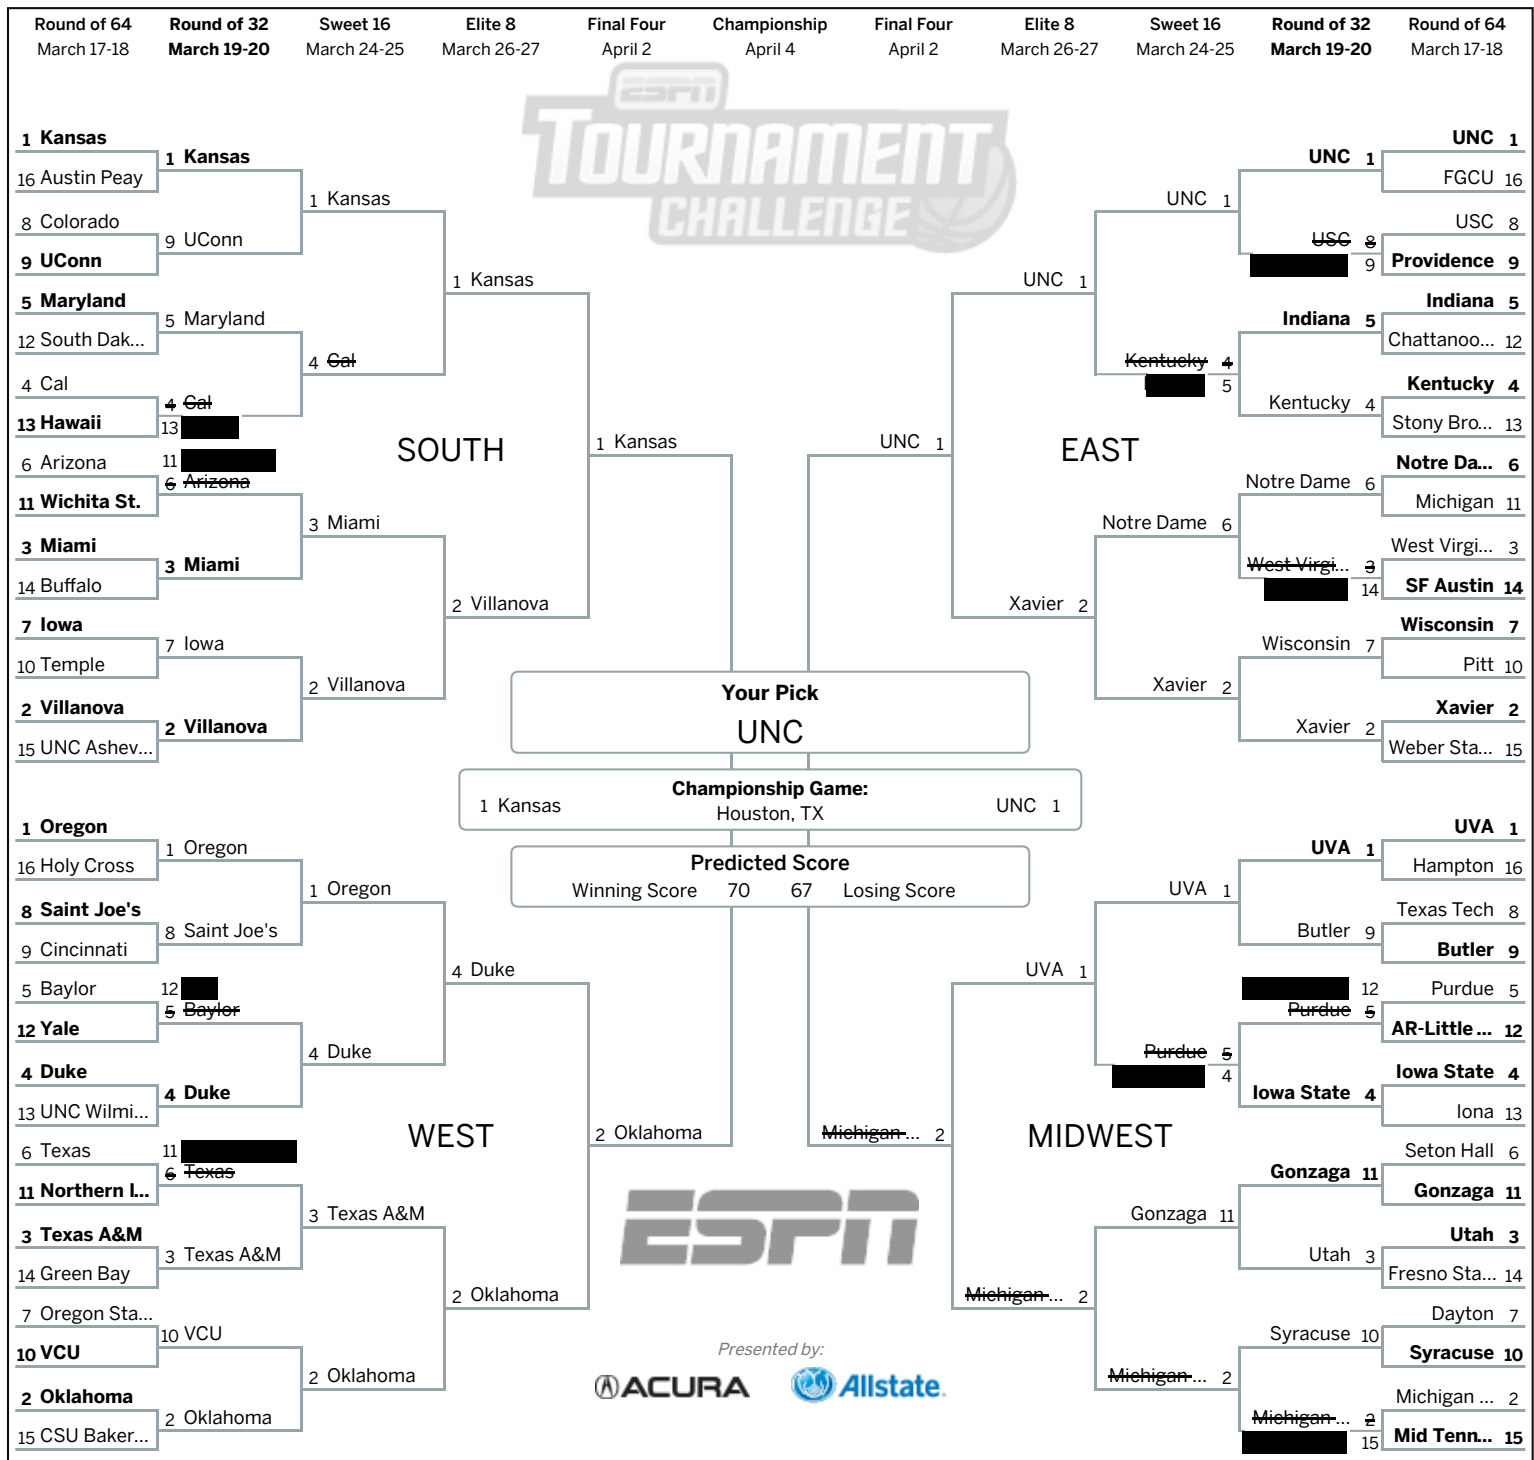 Round of 64 Round of 32 Sweet 16 Elite 8 Final Four Championship Final Four Elite 8 Sweet 16 Round of 32 Round of 64
March 17-18 March 19-20 March 24-25 March 26-27 April 2 April 4 April 2 March 26-27 March 24-25 March 19-20 March 17-18
ESPN
TOURNAMENT
CHALLENGE
1 Kansas
16 Austin Peay
8 Colorado
9 UConn
5 Maryland
12 South Dak...
4 Cal
13 Hawaii
6 Arizona
11 Wichita St.
3 Miami
14 Buffalo
7 Iowa
10 Temple
2 Villanova
15 UNC Ashev...
1 Kansas
9 UConn
5 Maryland
4 Cal
13
11
6 Arizona
3 Miami
7 Iowa
2 Villanova
1 Kansas
4 Cal
3 Miami
2 Villanova
1 Kansas
2 Villanova
1 Kansas
SOUTH
1 Oregon
16 Holy Cross
8 Saint Joe's
9 Cincinnati
5 Baylor
12 Yale
4 Duke
13 UNC Wilmi...
6 Texas
11 Northern I...
3 Texas A&M
14 Green Bay
7 Oregon Sta...
10 VCU
2 Oklahoma
15 CSU Baker...
1 Oregon
8 Saint Joe's
12
5 Baylor
4 Duke
11
6 Texas
3 Texas A&M
10 VCU
2 Oklahoma
1 Oregon
4 Duke
3 Texas A&M
2 Oklahoma
4 Duke
2 Oklahoma
2 Oklahoma
WEST
Your Pick
UNC
Championship Game:
1 Kansas Houston, TX UNC 1
Predicted Score
Winning Score 70 67 Losing Score
UNC 1
FGCU 16
USC 8
Providence 9
Indiana 5
Chattanoo... 12
Kentucky 4
Stony Bro... 13
Notre Da... 6
Michigan 11
West Virgi... 3
SF Austin 14
Wisconsin 7
Pitt 10
Xavier 2
Weber Sta... 15
UNC 1
USC 8
9
Indiana 5
Kentucky 4
Notre Dame 6
West Virgi... 3
14
Wisconsin 7
Xavier 2
UNC 1
Kentucky 4
5
Notre Dame 6
Xavier 2
UNC 1
Xavier 2
UNC 1
EAST
UVA 1
Hampton 16
Texas Tech 8
Butler 9
Purdue 5
AR-Little ... 12
Iowa State 4
Iona 13
Seton Hall 6
Gonzaga 11
Utah 3
Fresno Sta... 14
Dayton 7
Syracuse 10
Michigan ... 2
Mid Tenn... 15
UVA 1
Butler 9
12
Purdue 5
Iowa State 4
Gonzaga 11
Utah 3
Syracuse 10
Michigan ... 2
15
UVA 1
Purdue 5
4
Gonzaga 11
Michigan ... 2
UVA 1
Michigan ... 2
Michigan ... 2
MIDWEST
ESPN
Presented by:
ACURA Allstate.